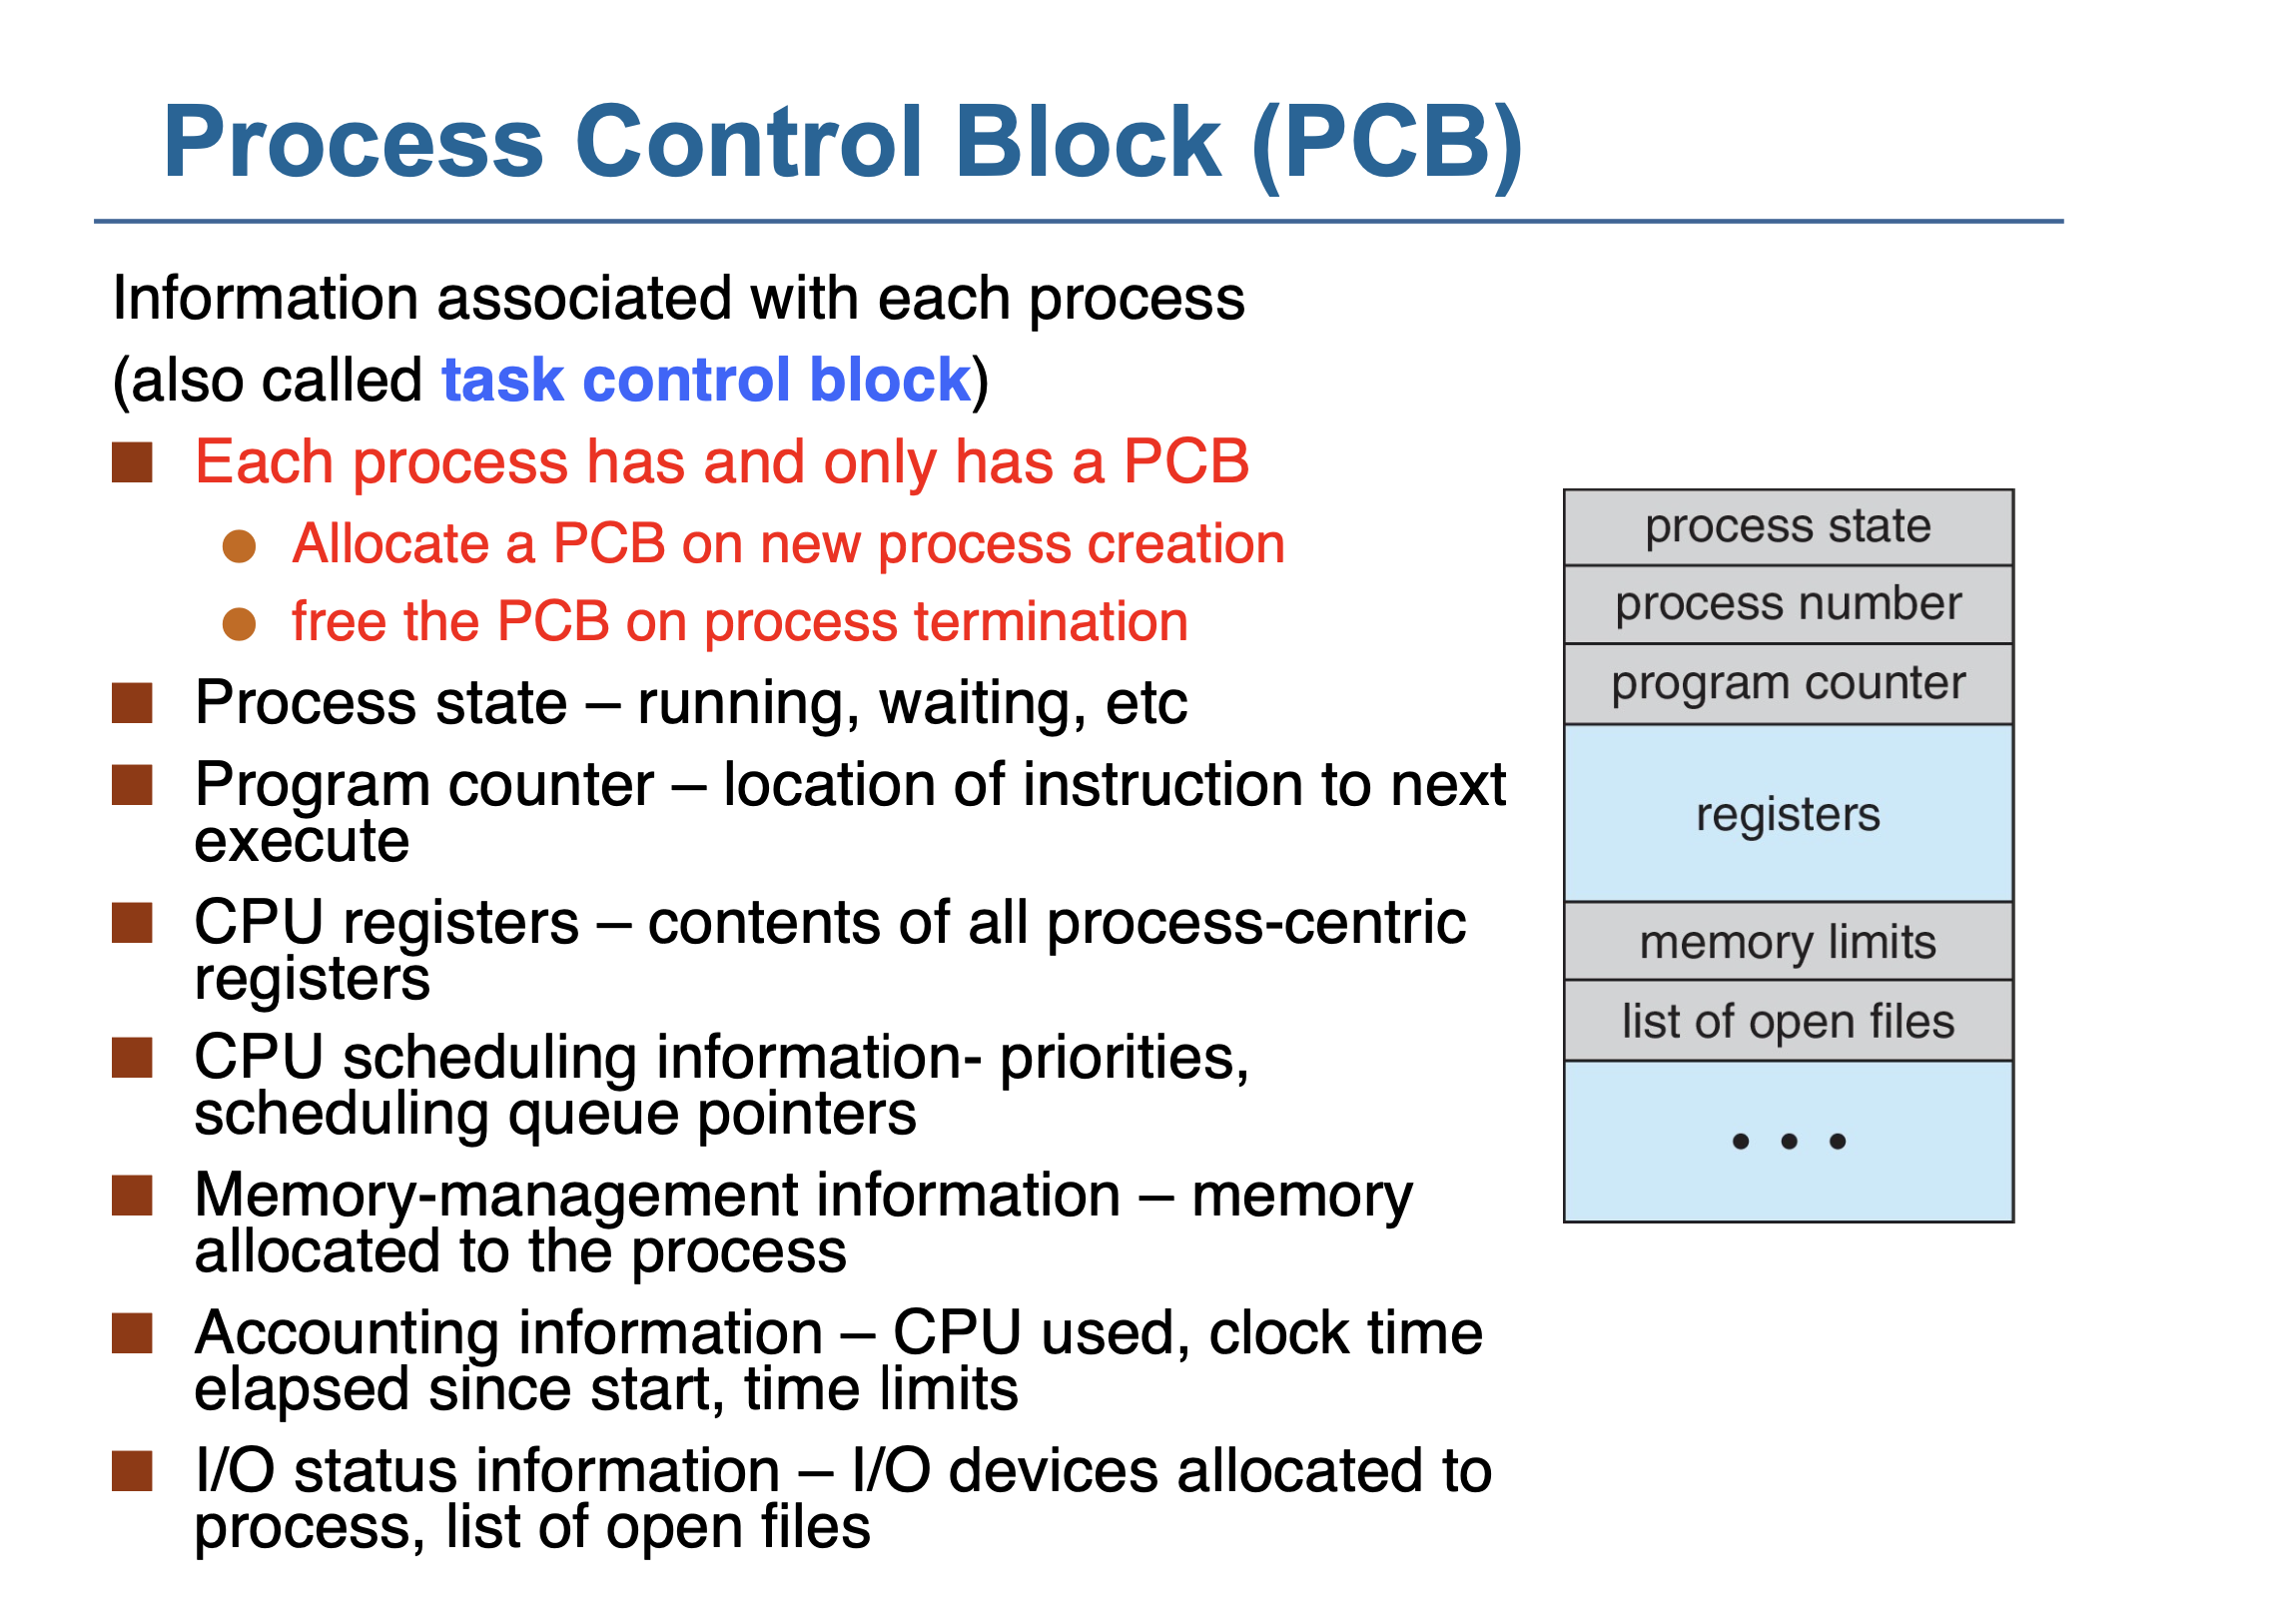 Process Control Block (PCB)
Information associated with each process
(also called task control block)
Each process has and only has a PCB
Allocate a PCB on new process creation
free the PCB on process termination
Process state – running, waiting, etc
Program counter – location of instruction to next
execute
CPU registers – contents of all process-centric
registers
CPU scheduling information- priorities,
scheduling queue pointers
Memory-management information – memory
allocated to the process
Accounting information – CPU used, clock time
elapsed since start, time limits
I/O status information – I/O devices allocated to
process, list of open files
process state
process number
program counter
registers
memory limits
list of open files
• • •